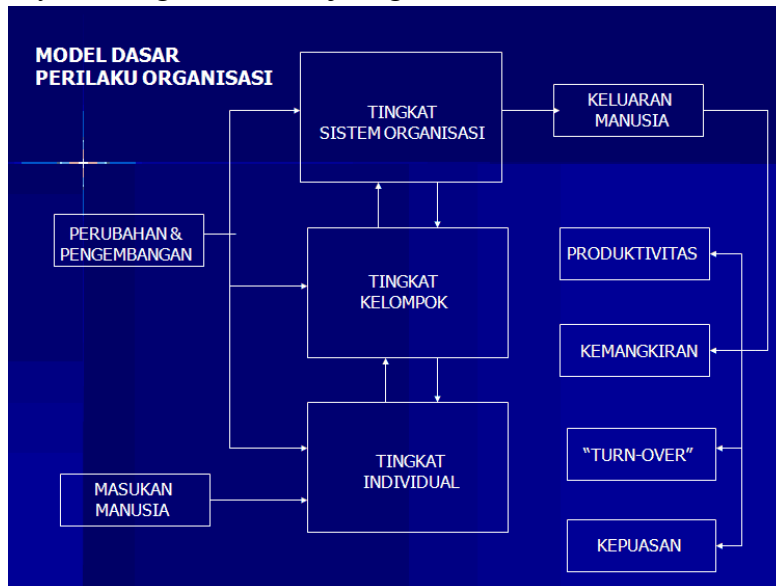 MODEL DASAR
PERILAKU ORGANISASI
TINGKAT
SISTEM ORGANISASI
KELUARAN
MANUSIA
PERUBAHAN &
PENGEMBANGAN
TINGKAT
KELOMPOK
PRODUKTIVITAS
KEMANGKIRAN
TINGKAT
INDIVIDUAL
"TURN-OVER"
MASUKAN
MANUSIA
KEPUASAN